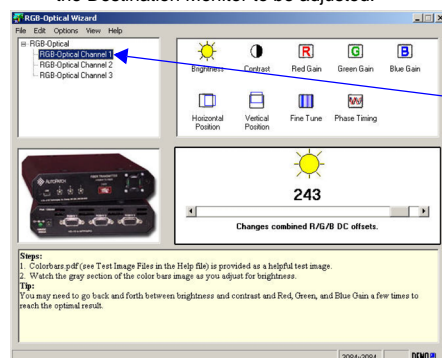 the Destination Monitor to be adjusted.
RGB-Optical Wizard
File Edit Options View Help
RGB-Optical
RGB-Optical Channel 1
RGB-Optical Channel 2
RGB-Optical Channel 3
Brightness Contrast Red Gain Green Gain Blue Gain
R G B
Horizontal Position Vertical Position Fine Tune Phase Timing
243
Changes combined R/G/B DC offsets.
Steps:
1. Colorbars.pdf (see Test Image Files in the Help file) is provided as a helpful test image.
2. Watch the gray section of the color bars image as you adjust for brightness.
Tip:
You may need to go back and forth between brightness and contrast and Red, Green, and Blue Gain a few times to
reach the optimal result.
DEMO